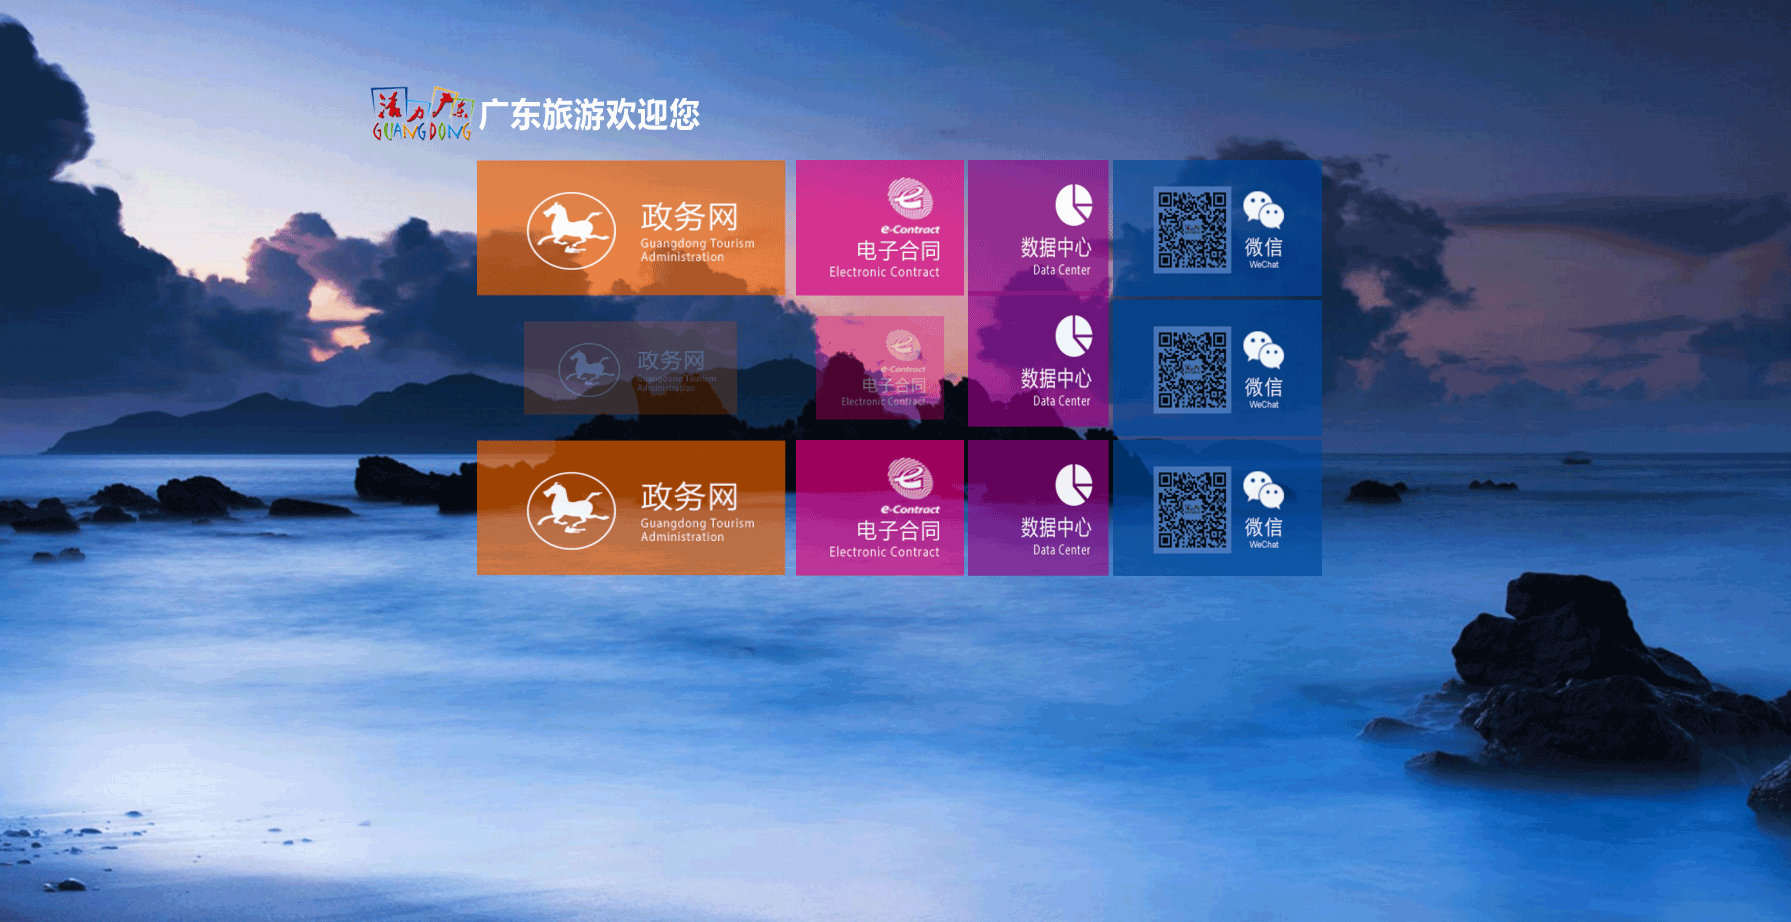 活力广东
GUANGDONG
广东旅游欢迎您
政务网
Guangdong Tourism
Administration
e-Contract
电子合同
Electronic Contract
数据中心
Data Center
微信
WeChat
政务网
Guangdong Tourism
Administration
e-Contract
电子合同
Electronic Contract
数据中心
Data Center
微信
WeChat
政务网
Guangdong Tourism
Administration
e-Contract
电子合同
Electronic Contract
数据中心
Data Center
微信
WeChat